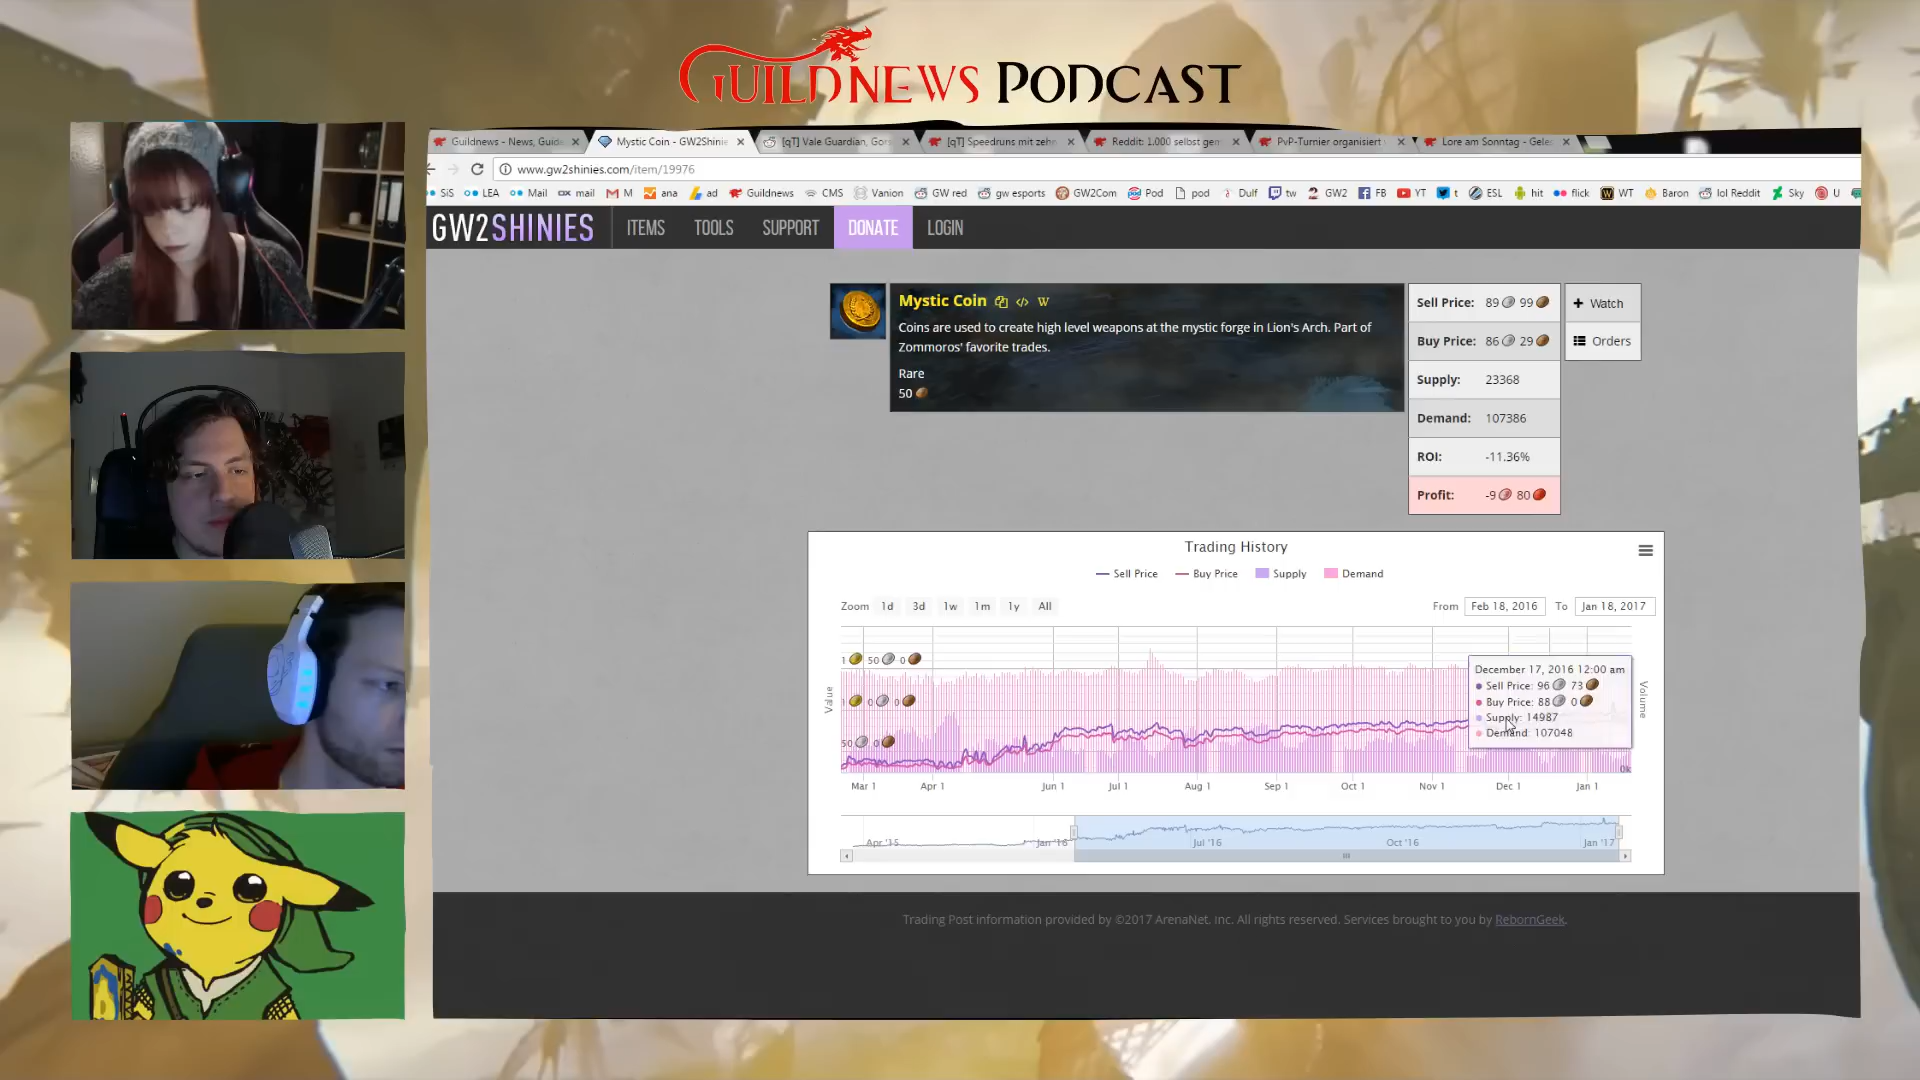 GUILDNEWS PODCAST
Guildnews - News, Guide
Mystic Coin - GW2Shinie
[qT] Vale Guardian, Gor
[qT] Speedruns mit zeh
Reddit: 1.000 selbst gem
PvP-Turnier organisiert
Lore am Sonntag - Geles
www.gw2shinies.com/item/19976
SiS LEA Mail mail M ana ad Guildnews CMS Vanion GW red gw esports GW2Com Pod pod Dulf tw GW2 FB YT t ESL hit flick WT Baron lol Reddit Sky U
GW2SHINIES ITEMS TOOLS SUPPORT DONATE LOGIN
Mystic Coin W
Coins are used to create high level weapons at the mystic forge in Lion's Arch. Part of
Zommoros' favorite trades.
Rare
50
Sell Price: 89 99
Buy Price: 86 29
Supply: 23368
Demand: 107386
ROI: -11.36%
Profit: -9 80
+ Watch
Orders
Trading History
Sell Price Buy Price Supply Demand
Zoom 1d 3d 1w 1m 1y All
From Feb 18, 2016 To Jan 18, 2017
1 50 0
1 0 0
50 0
Value
Volume
0k
December 17, 2016 12:00 am
Sell Price: 96 73
Buy Price: 88 0
Supply: 14987
Demand: 107048
Mar 1 Apr 1 Jun 1 Jul 1 Aug 1 Sep 1 Oct 1 Nov 1 Dec 1 Jan 1
Apr '15 Jan '16 Jul '16 Oct '16 Jan '17
Trading Post information provided by ©2017 ArenaNet, Inc. All rights reserved. Services brought to you by RebornGeek.